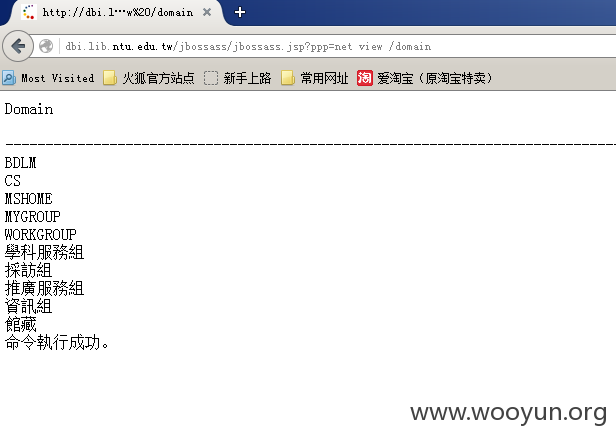 http://dbi.l…w%20/domain
dbi.lib.ntu.edu.tw/jbossass/jbossass.jsp?ppp=net view /domain
Most Visited 火狐官方站点 新手上路 常用网址 淘 爱淘宝（原淘宝特卖）
Domain
-------------------------------------------------------------------------------
BDLM
CS
MSHOME
MYGROUP
WORKGROUP
學科服務組
採訪組
推廣服務組
資訊組
館藏
命令執行成功。
www.wooyun.org